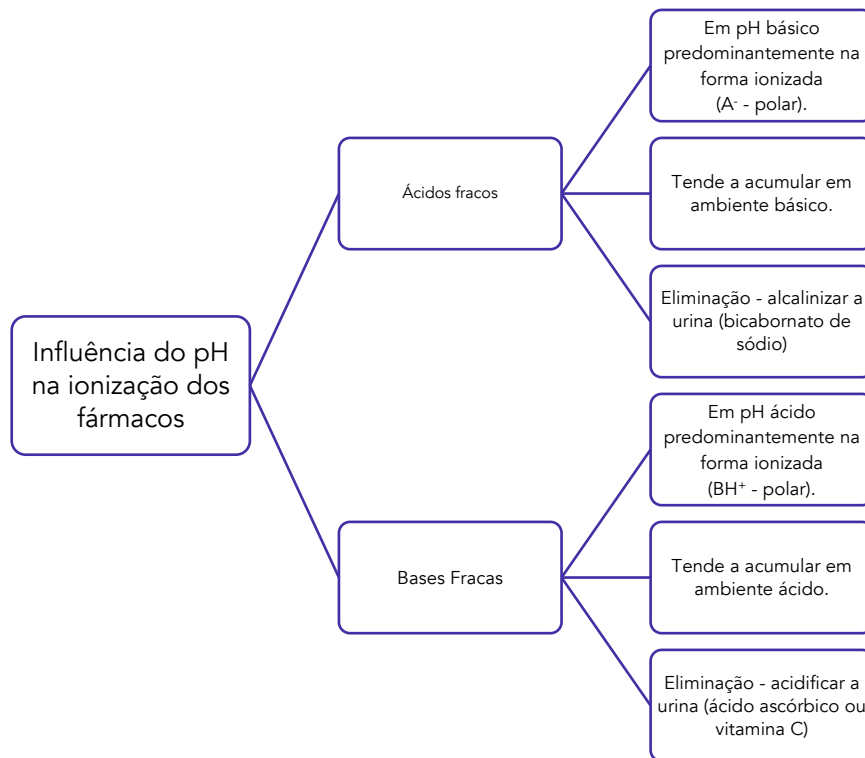 Influência do pH
na ionização dos
fármacos
Ácidos fracos
Em pH básico
predominantemente na
forma ionizada
(A⁻ - polar).
Tende a acumular em
ambiente básico.
Eliminação - alcalinizar a
urina (bicabornato de
sódio)
Bases Fracas
Em pH ácido
predominantemente na
forma ionizada
(BH⁺ - polar).
Tende a acumular em
ambiente ácido.
Eliminação - acidificar a
urina (ácido ascórbico ou
vitamina C)